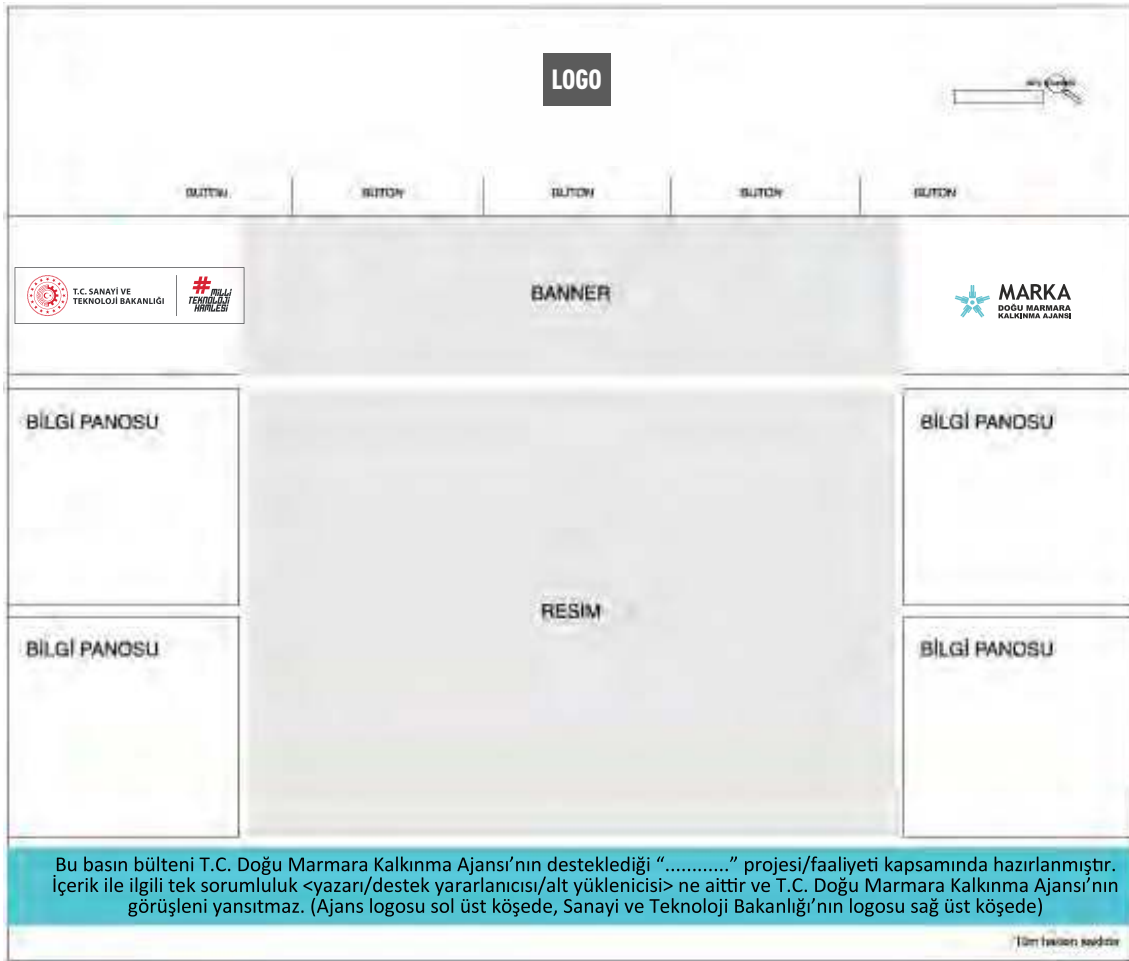 LOGO
BUTON BUTON BUTON BUTON BUTON
T.C. SANAYİ VE
TEKNOLOJİ BAKANLIĞI
#MİLLİ
TEKNOLOJİ
HAMLESİ
BANNER
MARKA
DOĞU MARMARA
KALKINMA AJANSI
BİLGİ PANOSU
BİLGİ PANOSU
RESIM
BİLGİ PANOSU
BİLGİ PANOSU
Bu basın bülteni T.C. Doğu Marmara Kalkınma Ajansı’nın desteklediği “............” projesi/faaliyeti kapsamında hazırlanmıştır.
İçerik ile ilgili tek sorumluluk <yazarı/destek yararlanıcısı/alt yüklenicisi> ne aittir ve T.C. Doğu Marmara Kalkınma Ajansı’nın
görüşleni yansıtmaz. (Ajans logosu sol üst köşede, Sanayi ve Teknoloji Bakanlığı’nın logosu sağ üst köşede)
Tüm hakları saklıdır